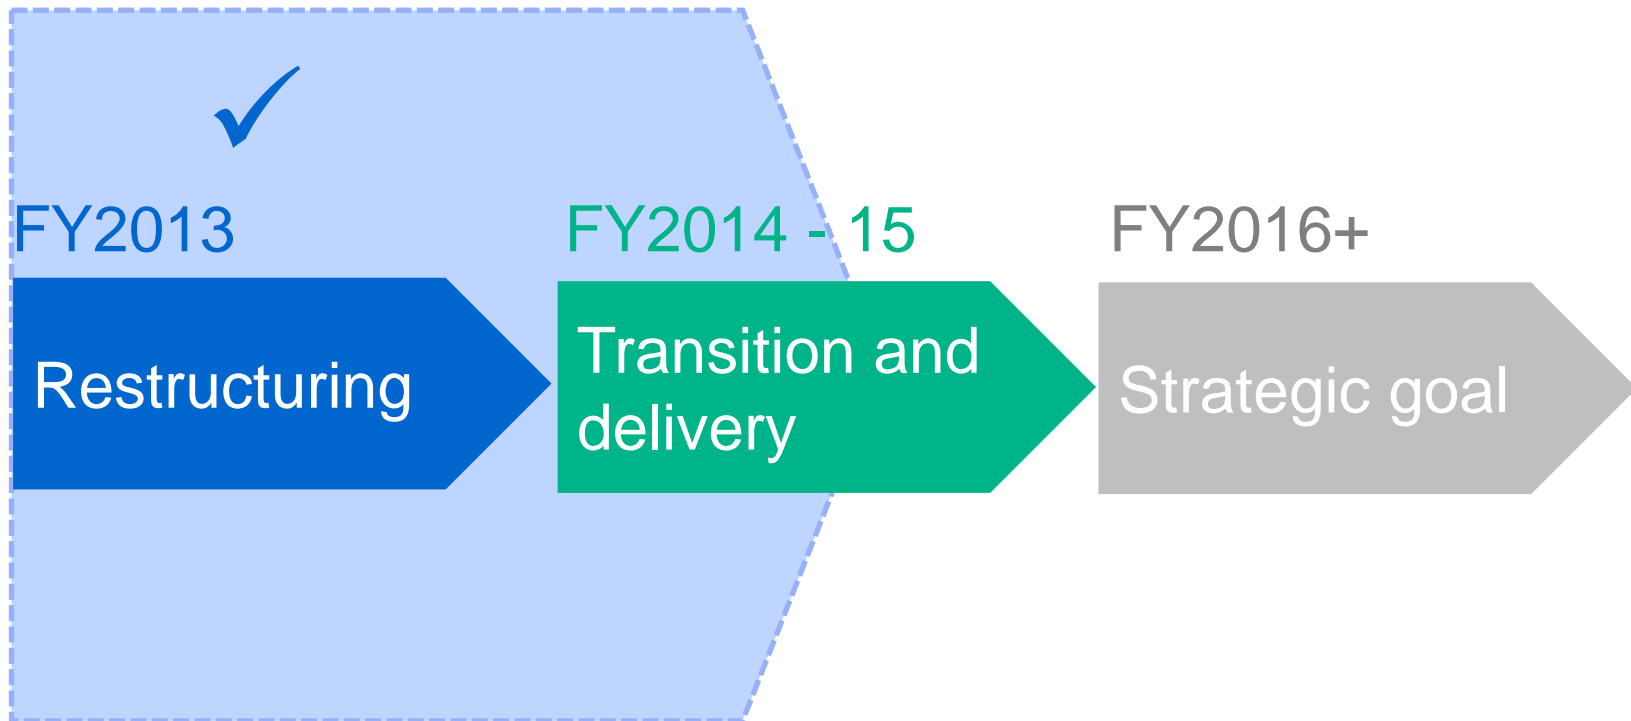 FY2013
Restructuring
FY2014 - 15
Transition and
delivery
FY2016+
Strategic goal